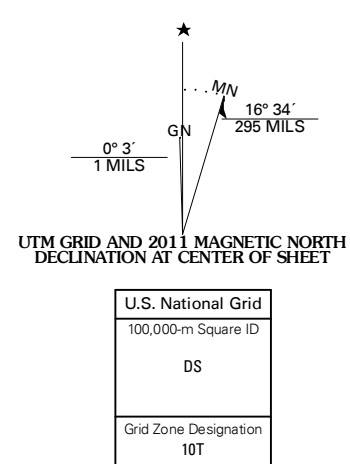 ★
MN
GN
16° 34´
295 MILS
0° 3´
1 MILS
UTM GRID AND 2011 MAGNETIC NORTH
DECLINATION AT CENTER OF SHEET
U.S. National Grid
100,000-m Square ID
DS
Grid Zone Designation
10T